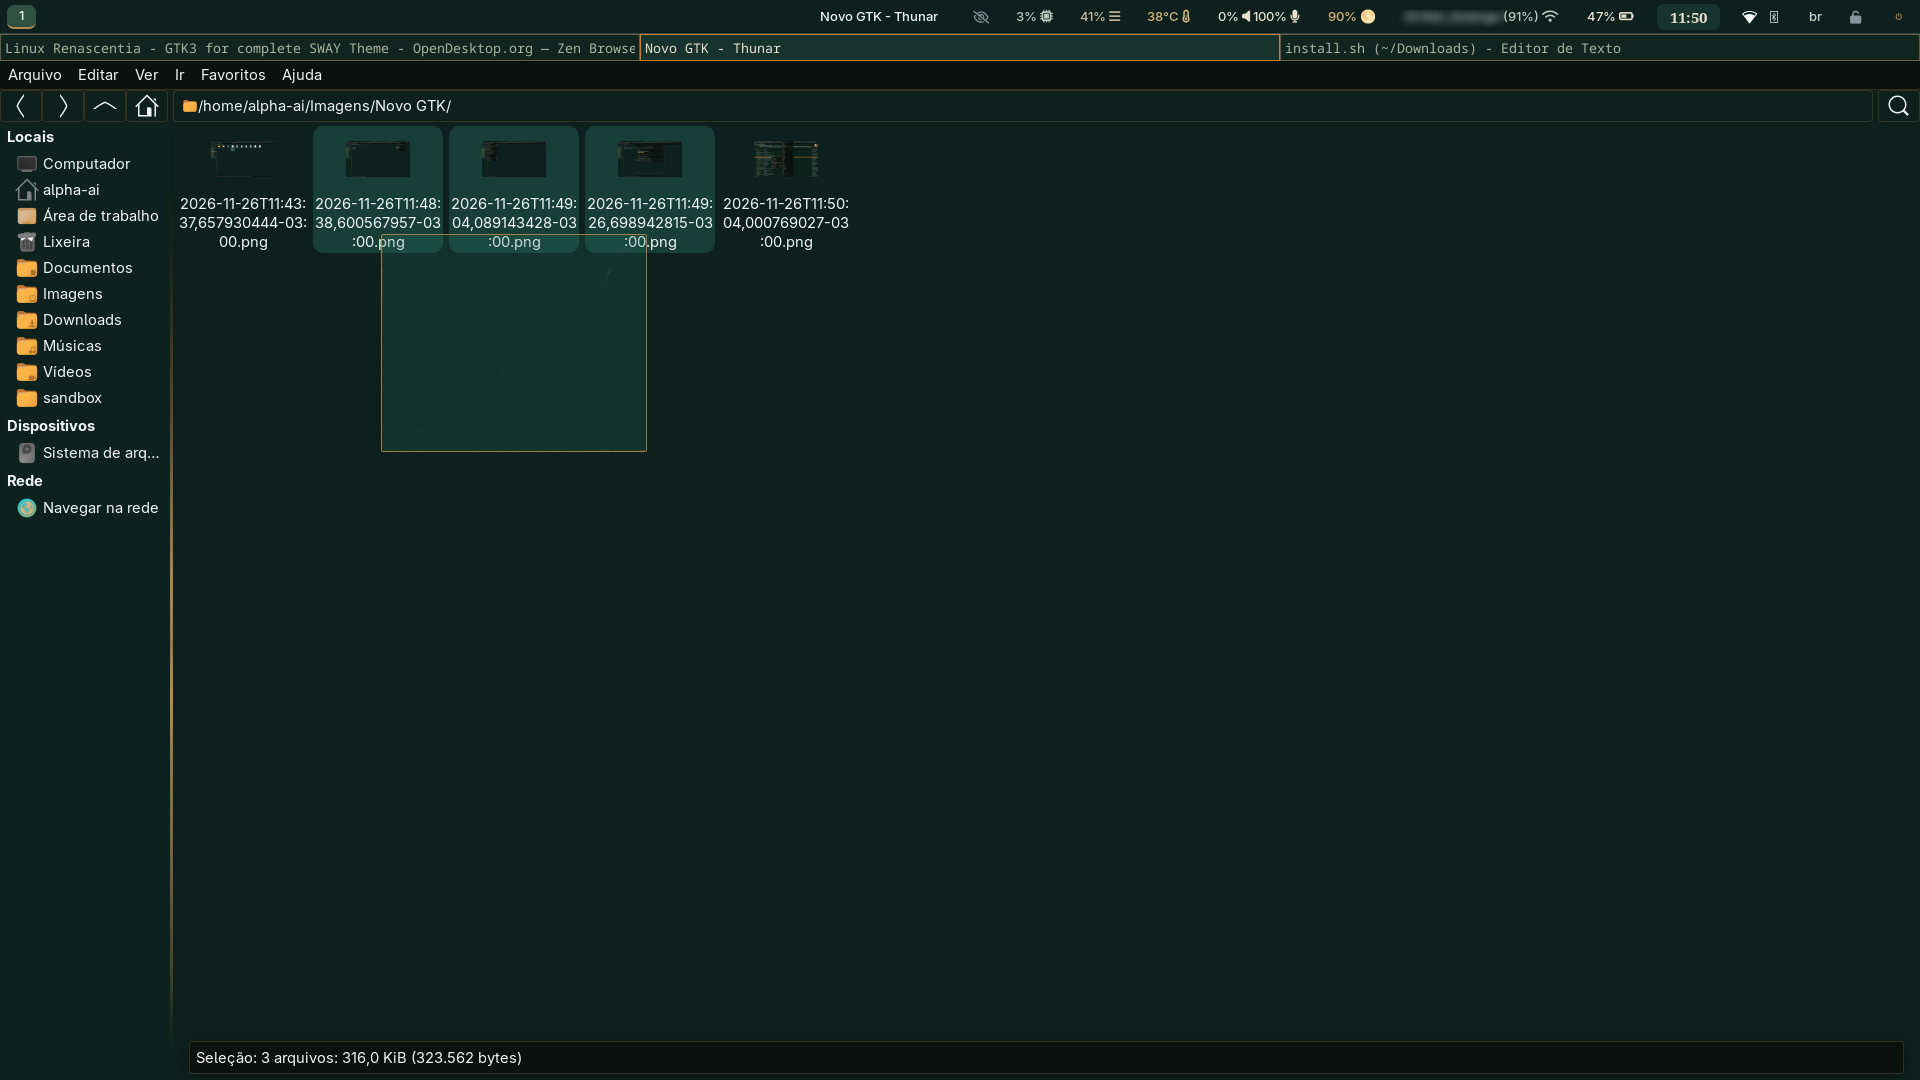 1
Novo GTK - Thunar
3%
41%
38°C
0%
100%
90%
(91%)
47%
11:50
br
Linux Renascentia - GTK3 for complete SWAY Theme - OpenDesktop.org — Zen Browse
Novo GTK - Thunar
install.sh (~/Downloads) - Editor de Texto
Arquivo
Editar
Ver
Ir
Favoritos
Ajuda
/home/alpha-ai/Imagens/Novo GTK/
Locais
Computador
alpha-ai
Área de trabalho
Lixeira
Documentos
Imagens
Downloads
Músicas
Vídeos
sandbox
Dispositivos
Sistema de arq...
Rede
Navegar na rede
2026-11-26T11:43:
37,657930444-03:
00.png
2026-11-26T11:48:
38,600567957-03
:00.png
2026-11-26T11:49:
04,089143428-03
:00.png
2026-11-26T11:49:
26,698942815-03
:00.png
2026-11-26T11:50:
04,000769027-03
:00.png
Seleção: 3 arquivos: 316,0 KiB (323.562 bytes)